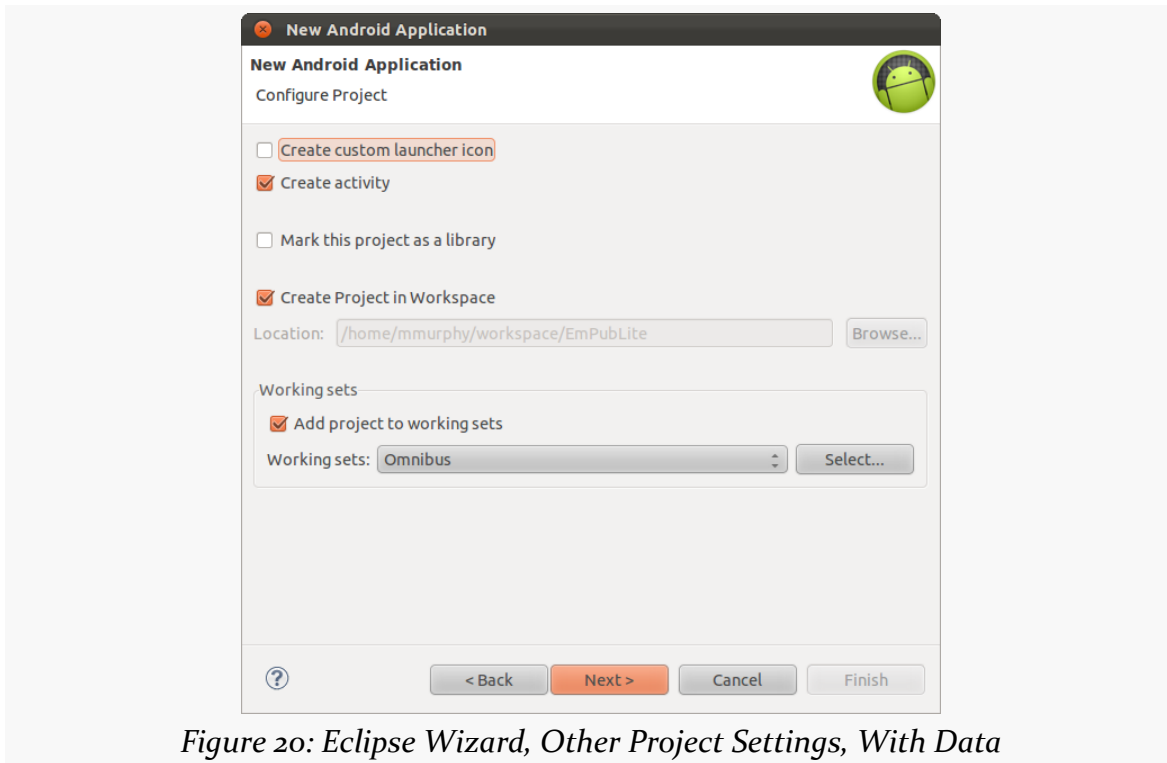 New Android Application
New Android Application
Configure Project
Create custom launcher icon
Create activity
Mark this project as a library
Create Project in Workspace
Location: /home/mmurphy/workspace/EmPubLite Browse...
Working sets
Add project to working sets
Working sets: Omnibus Select...
? < Back Next > Cancel Finish
Figure 20: Eclipse Wizard, Other Project Settings, With Data